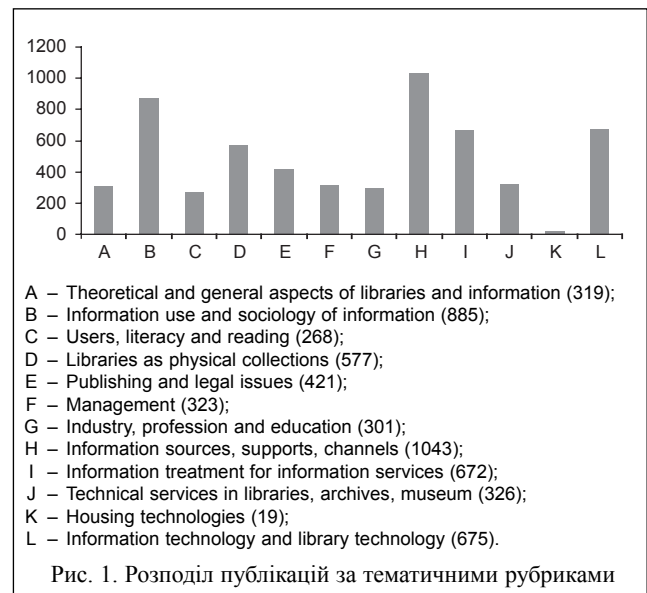 1200
1000
800
600
400
200
0
A B C D E F G H I J K L
A – Theoretical and general aspects of libraries and information (319);
B – Information use and sociology of information (885);
C – Users, literacy and reading (268);
D – Libraries as physical collections (577);
E – Publishing and legal issues (421);
F – Management (323);
G – Industry, profession and education (301);
H – Information sources, supports, channels (1043);
I – Information treatment for information services (672);
J – Technical services in libraries, archives, museum (326);
K – Housing technologies (19);
L – Information technology and library technology (675).
Рис. 1. Розподіл публікацій за тематичними рубриками